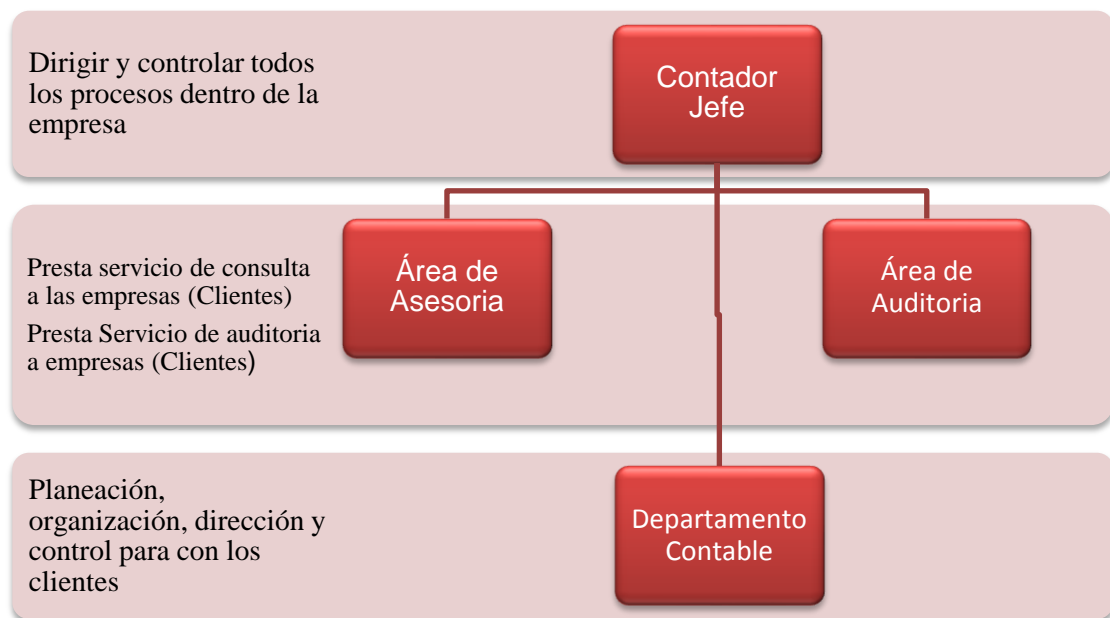 Dirigir y controlar todos
los procesos dentro de la
empresa
Contador
Jefe
Presta servicio de consulta
a las empresas (Clientes)
Presta Servicio de auditoria
a empresas (Clientes)
Área de
Asesoria
Área de
Auditoria
Planeación,
organización, dirección y
control para con los
clientes
Departamento
Contable